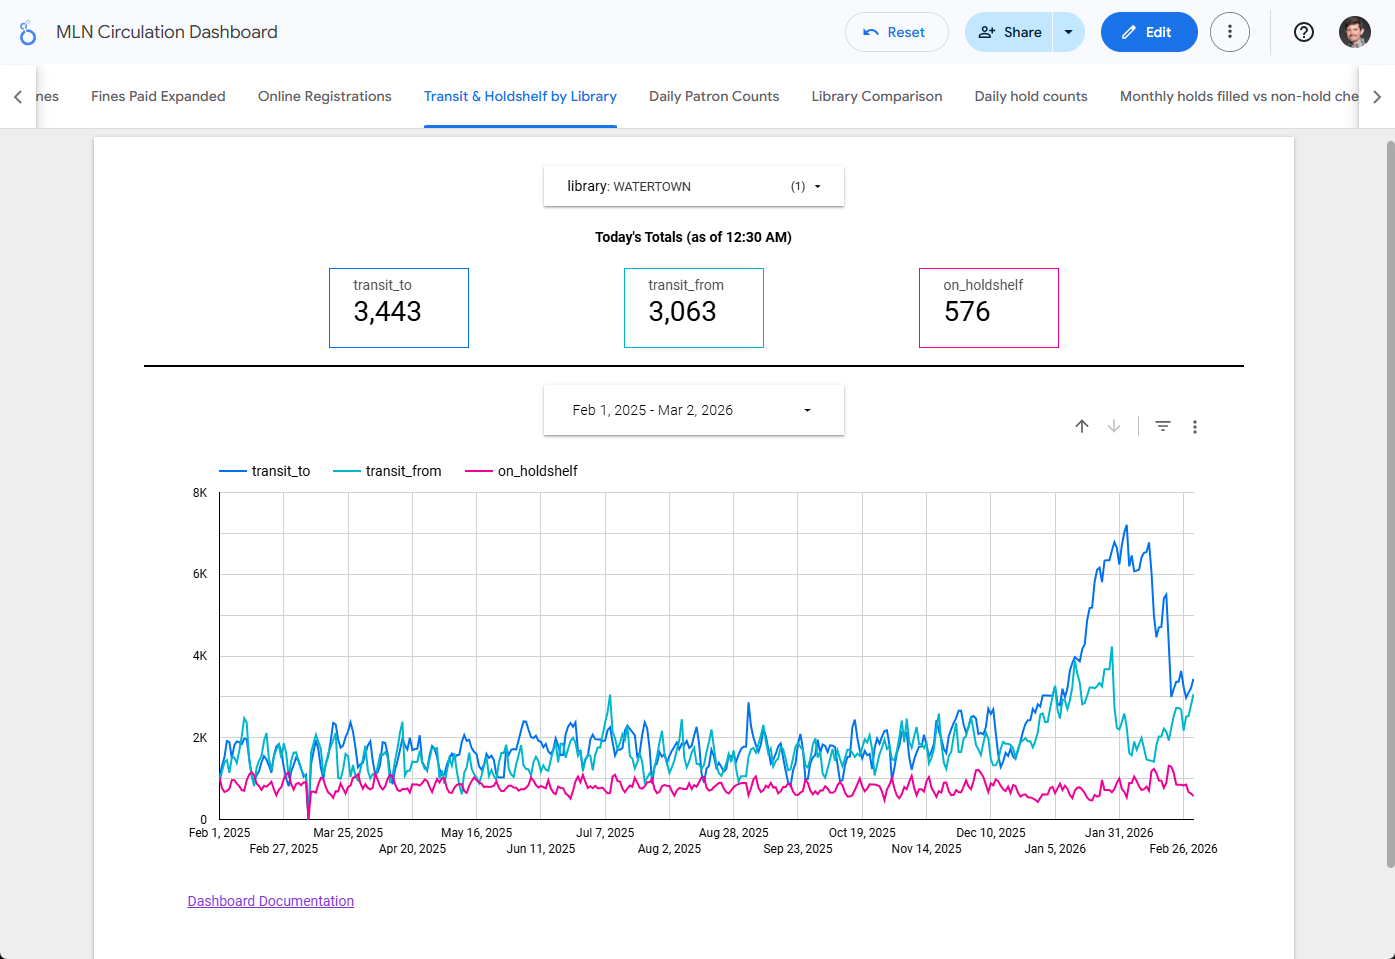 MLN Circulation Dashboard
Reset
Share
Edit
nes
Fines Paid Expanded
Online Registrations
Transit & Holdshelf by Library
Daily Patron Counts
Library Comparison
Daily hold counts
Monthly holds filled vs non-hold che
library: WATERTOWN (1)
Today's Totals (as of 12:30 AM)
transit_to
3,443
transit_from
3,063
on_holdshelf
576
Feb 1, 2025 - Mar 2, 2026
transit_to transit_from on_holdshelf
8K
6K
4K
2K
0
Feb 1, 2025 Mar 25, 2025 May 16, 2025 Jul 7, 2025 Aug 28, 2025 Oct 19, 2025 Dec 10, 2025 Jan 31, 2026
Feb 27, 2025 Apr 20, 2025 Jun 11, 2025 Aug 2, 2025 Sep 23, 2025 Nov 14, 2025 Jan 5, 2026 Feb 26, 2026
Dashboard Documentation